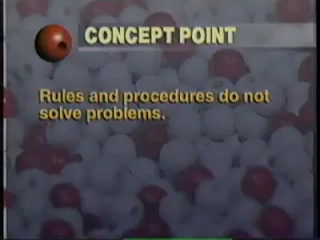 CONCEPT POINT
Rules and procedures do not
solve problems.